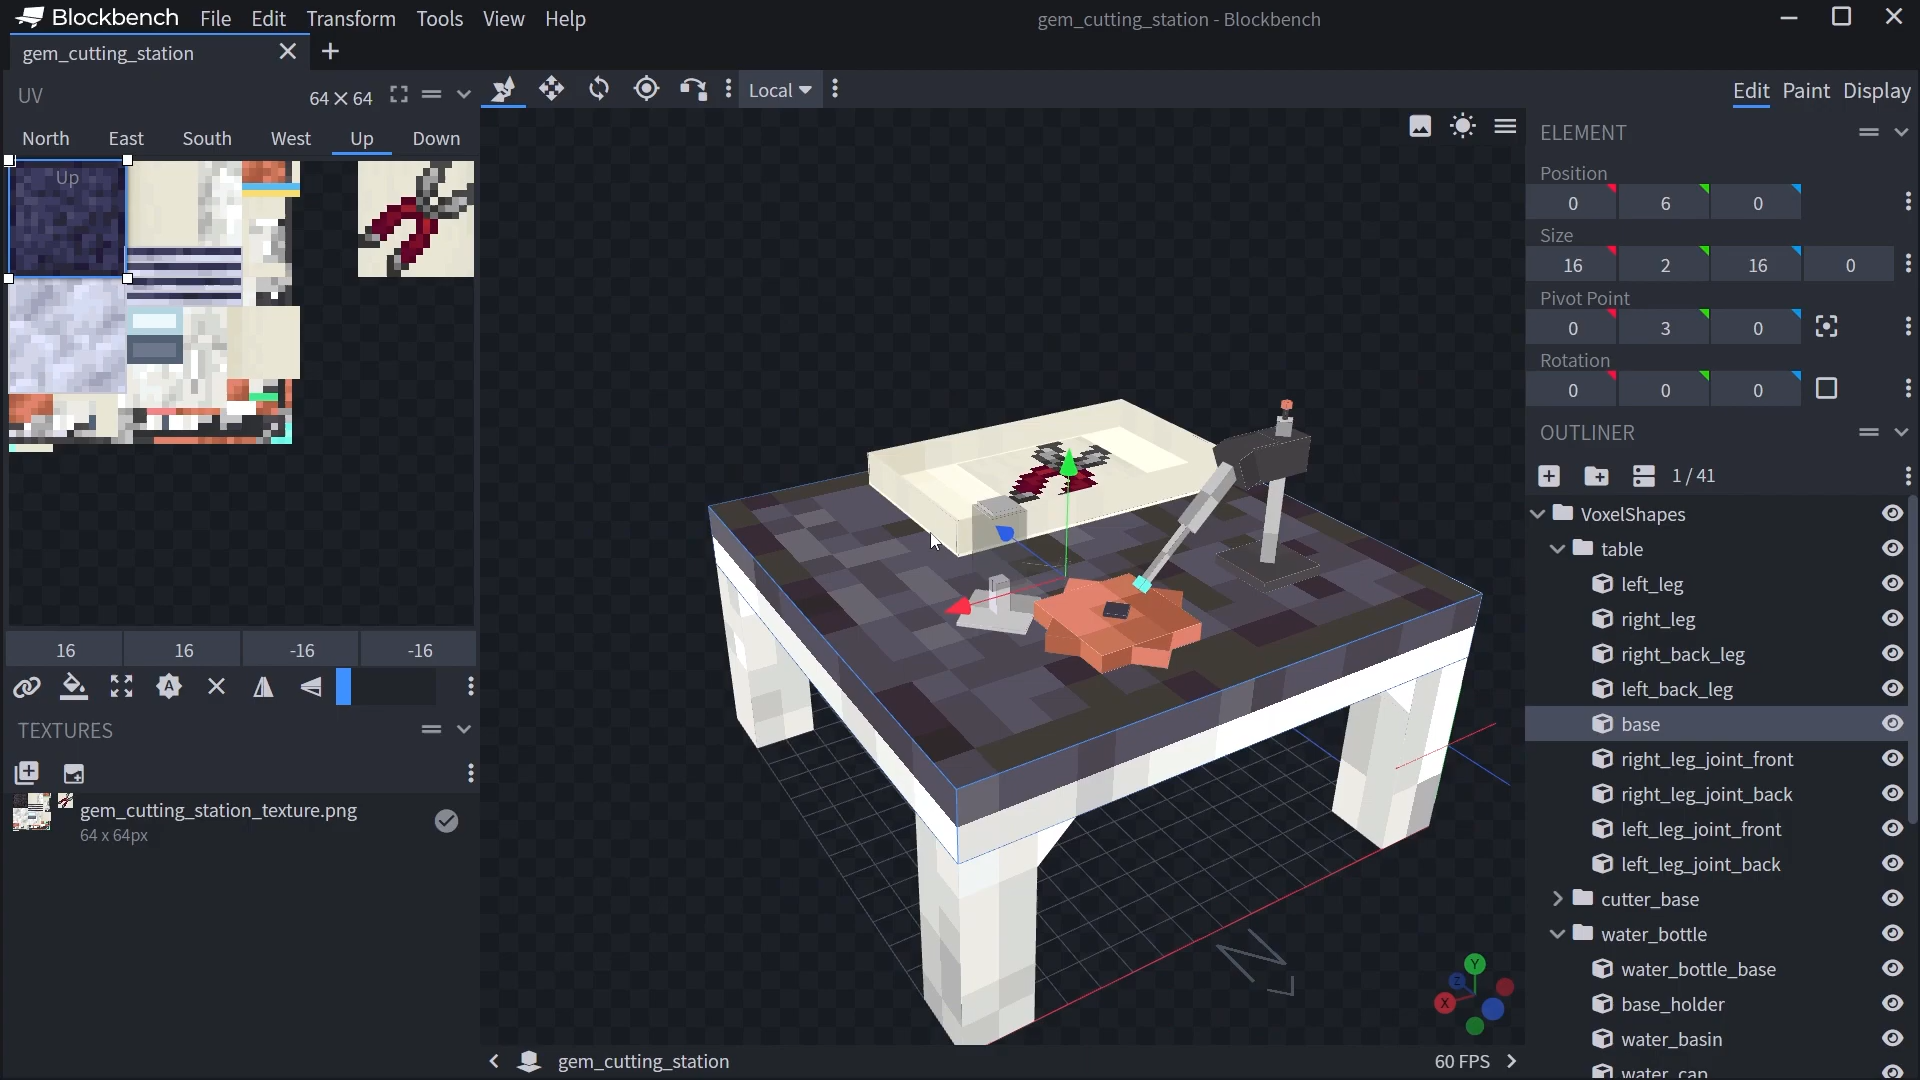 Blockbench File Edit Transform Tools View Help
gem_cutting_station - Blockbench
gem_cutting_station
UV
64 × 64
North East South West Up Down
Up
16 16 -16 -16
TEXTURES
gem_cutting_station_texture.png
64 x 64px
Local
gem_cutting_station
60 FPS
Edit Paint Display
ELEMENT
Position
0 6 0
Size
16 2 16 0
Pivot Point
0 3 0
Rotation
0 0 0
OUTLINER
1 / 41
VoxelShapes
table
left_leg
right_leg
right_back_leg
left_back_leg
base
right_leg_joint_front
right_leg_joint_back
left_leg_joint_front
left_leg_joint_back
cutter_base
water_bottle
water_bottle_base
base_holder
water_basin
water_cap
N
A
X
Y
Z